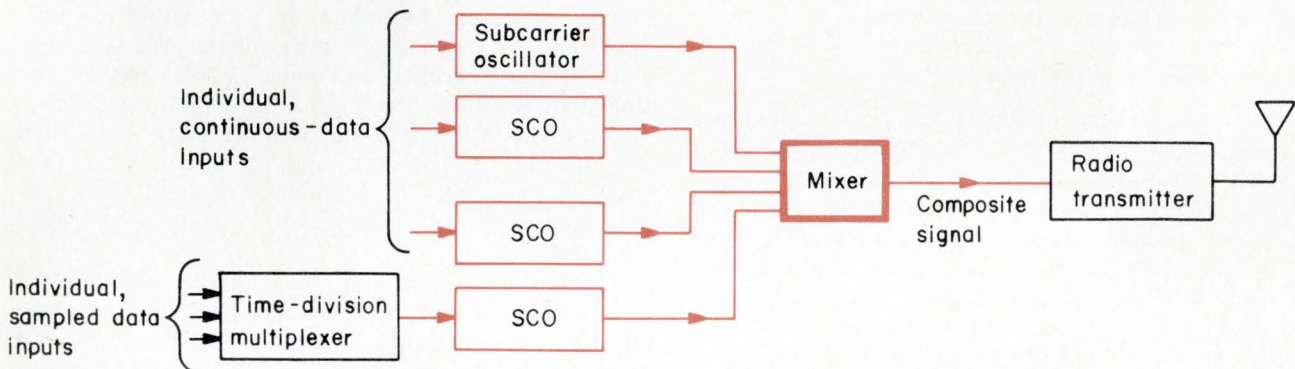 Subcarrier
oscillator
Individual,
continuous-data
inputs
SCO
SCO
Mixer
Composite
signal
Radio
transmitter
Individual,
sampled data
inputs
Time-division
multiplexer
SCO